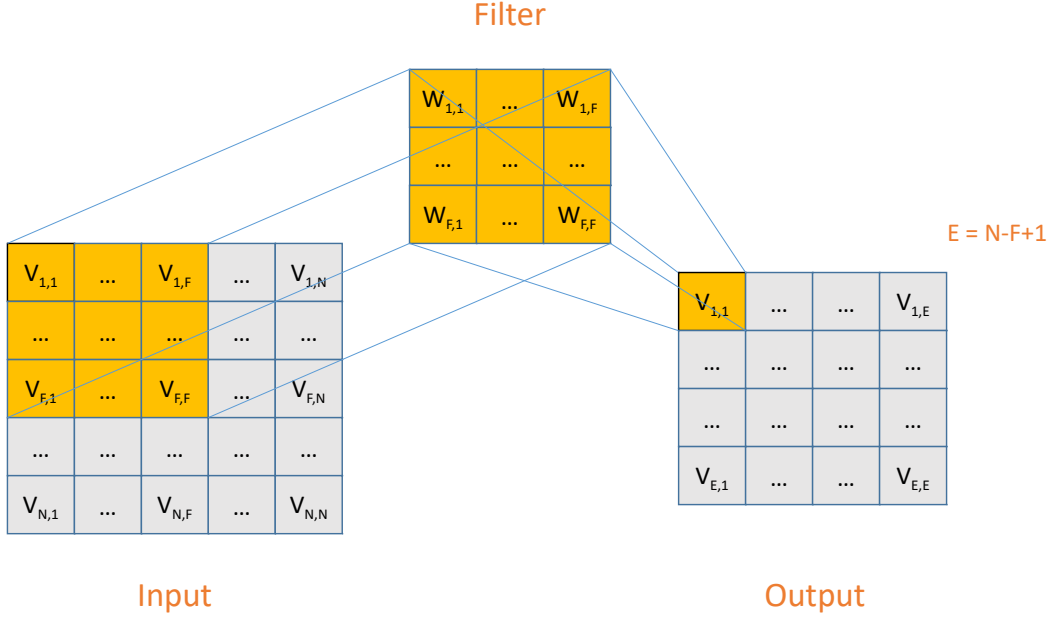 Filter
W1,1 ... W1,F
... ... ...
WF,1 ... WF,F
E = N-F+1
V1,1 ... V1,F ... V1,N
... ... ... ... ...
VF,1 ... VF,F ... VF,N
... ... ... ... ...
VN,1 ... VN,F ... VN,N
Input
V1,1 ... ... V1,E
... ... ... ...
... ... ... ...
VE,1 ... ... VE,E
Output